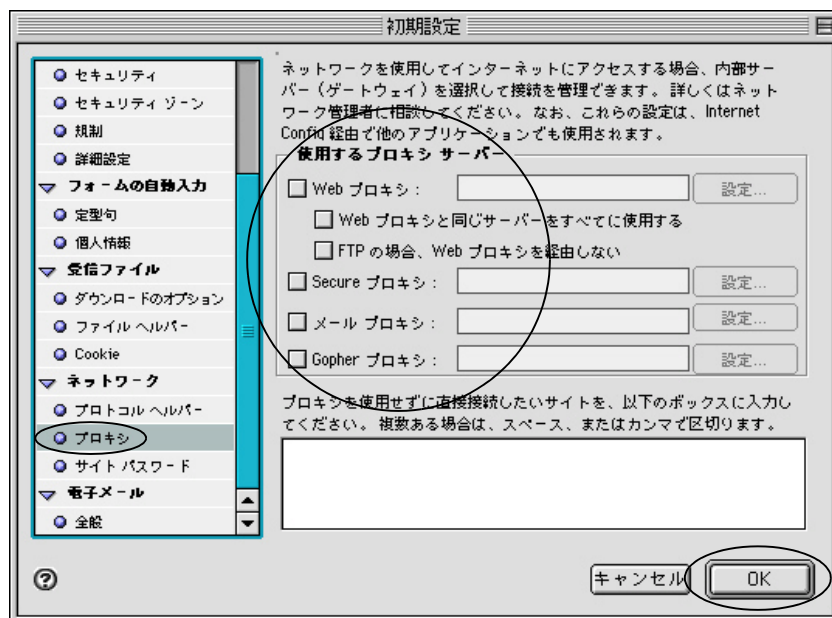 初期設定
セキュリティ
セキュリティ ゾーン
規制
詳細設定
フォームの自動入力
定型句
個人情報
受信ファイル
ダウンロードのオプション
ファイル ヘルパー
Cookie
ネットワーク
プロトコル ヘルパー
プロキシ
サイト パスワード
電子メール
全般
ネットワークを使用してインターネットにアクセスする場合、内部サー
バー（ゲートウェイ）を選択して接続を管理できます。詳しくはネット
ワーク管理者に相談してください。なお、これらの設定は、Internet
Config 経由で他のアプリケーションでも使用されます。
使用するプロキシ サーバー
Web プロキシ： 設定...
Web プロキシと同じサーバーをすべてに使用する
FTP の場合、Web プロキシを経由しない
Secure プロキシ： 設定...
メール プロキシ： 設定...
Gopher プロキシ： 設定...
プロキシを使用せずに直接接続したいサイトを、以下のボックスに入力し
てください。複数ある場合は、スペース、またはカンマで区切ります。
?
キャンセル OK